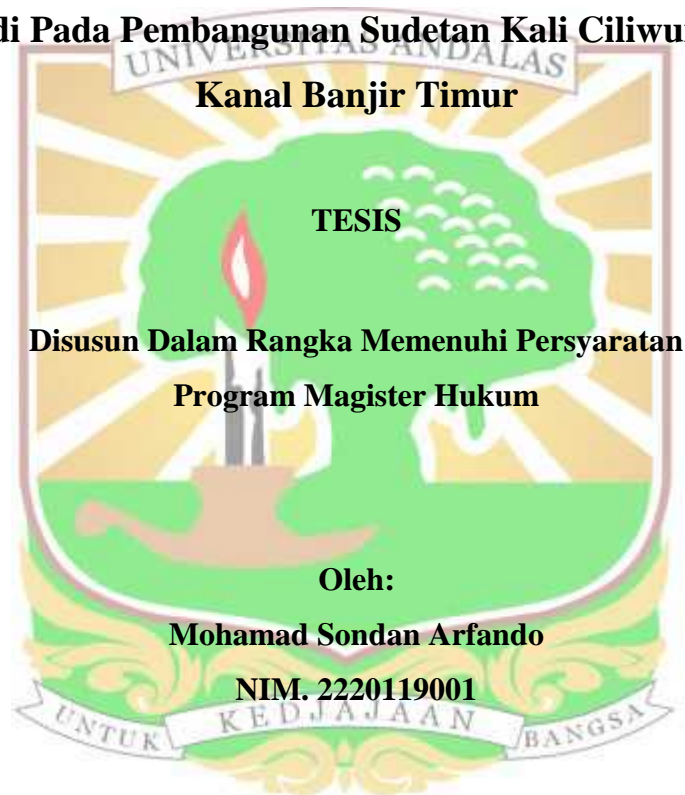 di Pada Pembangunan Sudetan Kali Ciliwu
UNIVERSITAS ANDALAS
Kanal Banjir Timur
TESIS
Disusun Dalam Rangka Memenuhi Persyaratan
Program Magister Hukum
Oleh:
Mohamad Sondan Arfando
NIM. 2220119001
UNTUK KEDJAJAAN BANGSA